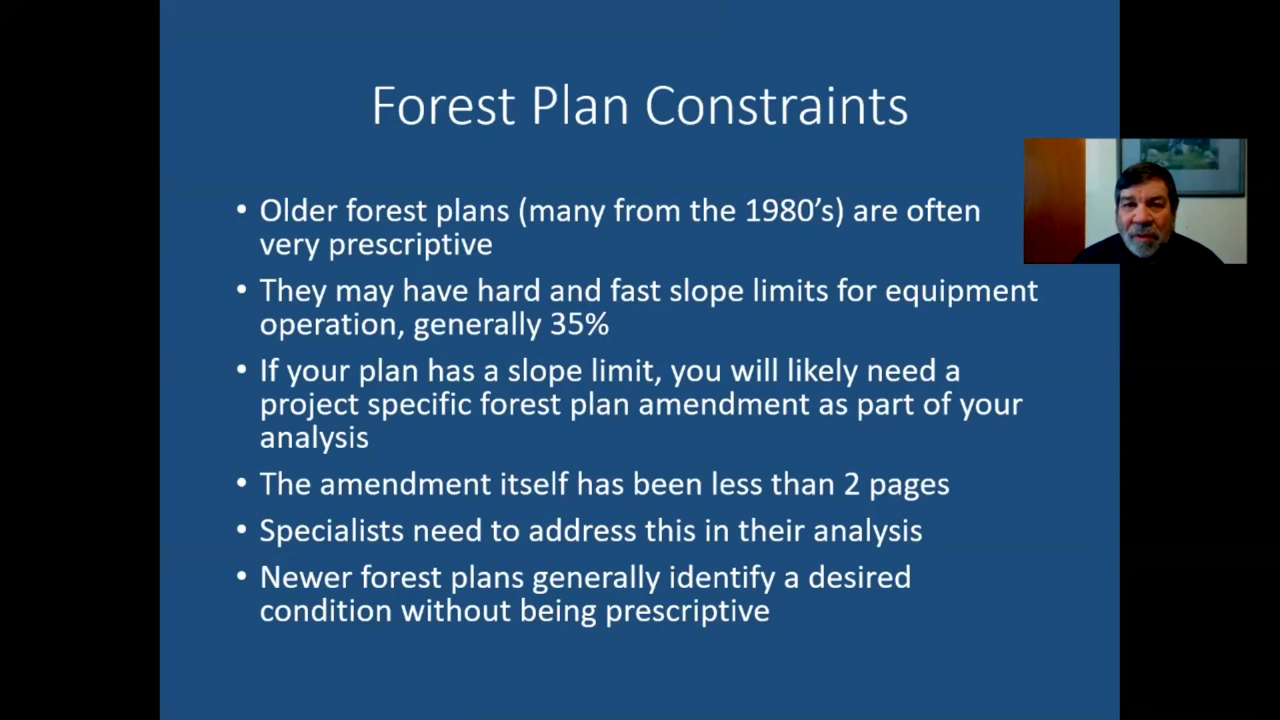 Forest Plan Constraints
• Older forest plans (many from the 1980’s) are often
very prescriptive
• They may have hard and fast slope limits for equipment
operation, generally 35%
• If your plan has a slope limit, you will likely need a
project specific forest plan amendment as part of your
analysis
• The amendment itself has been less than 2 pages
• Specialists need to address this in their analysis
• Newer forest plans generally identify a desired
condition without being prescriptive